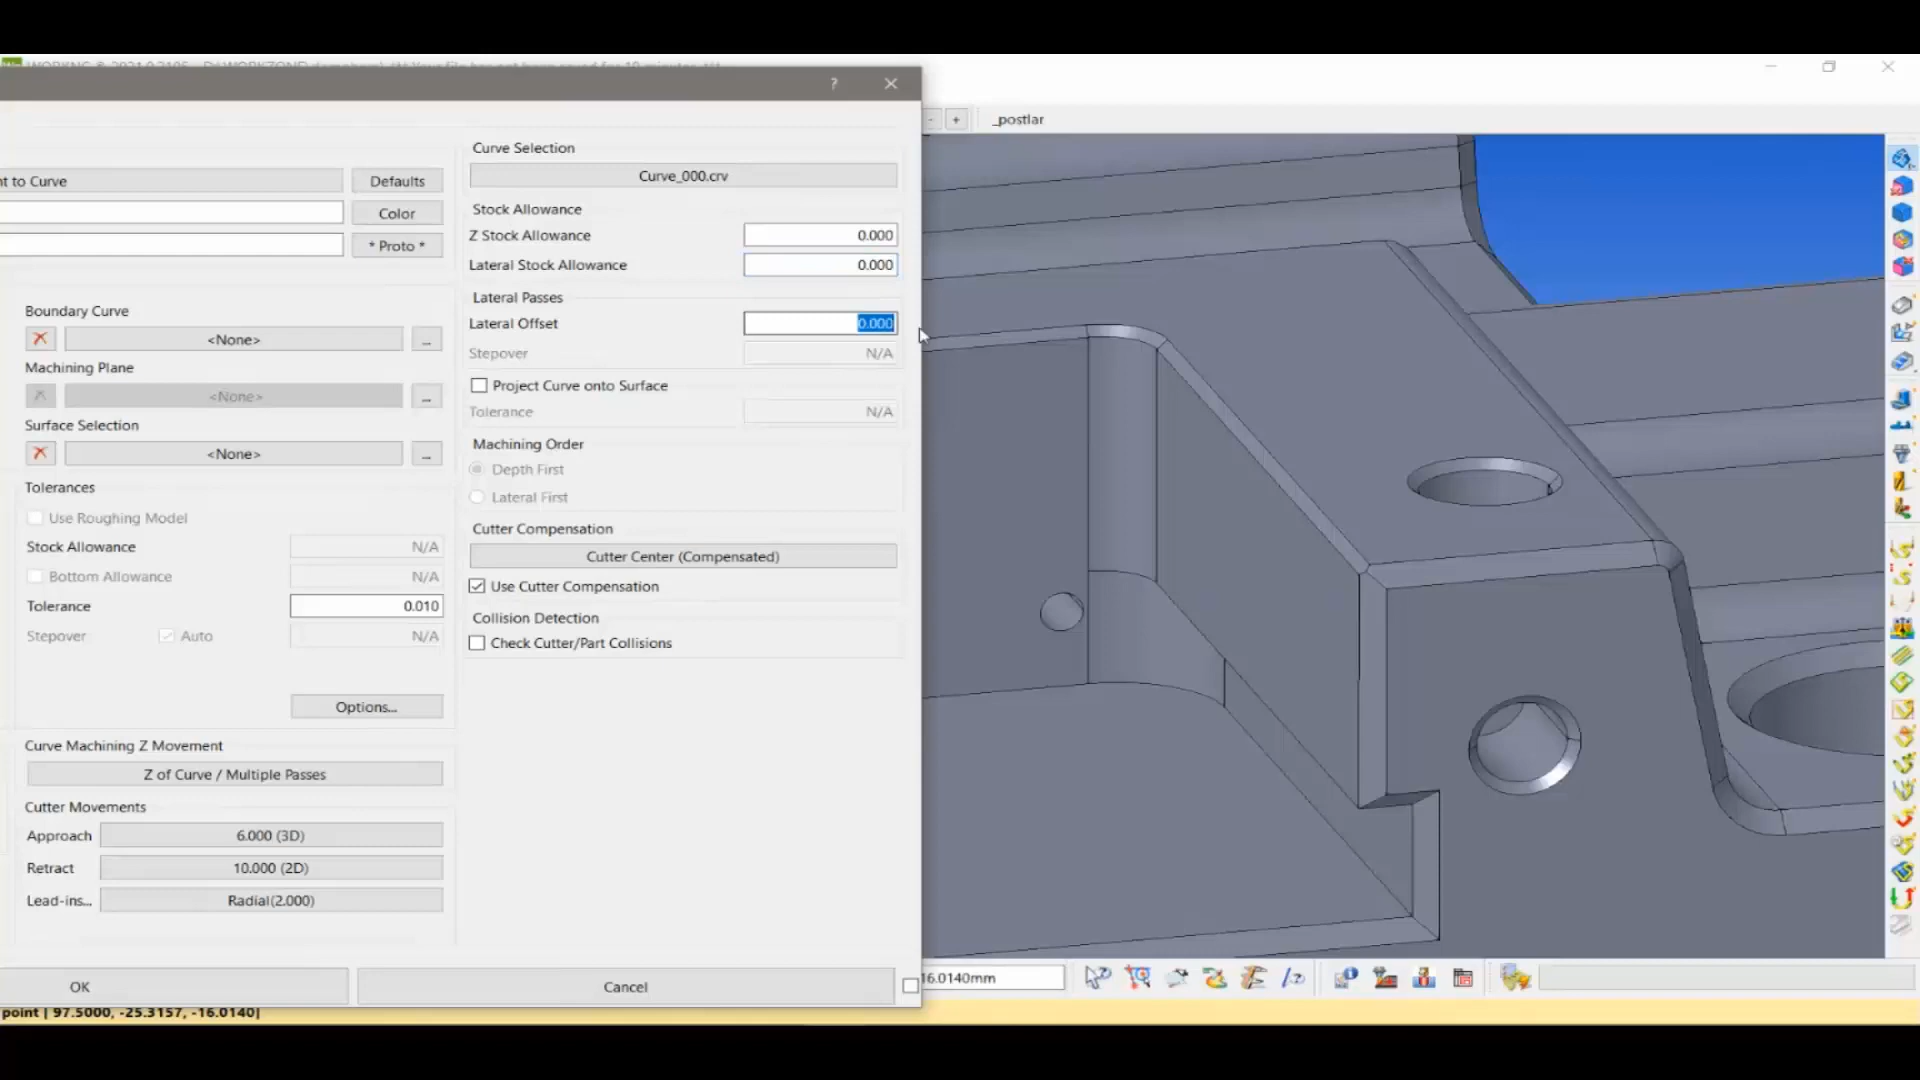 ?
- + _postlar
Curve Selection
nt to Curve Defaults Curve_000.crv
Color Stock Allowance
* Proto * Z Stock Allowance 0.000
Lateral Stock Allowance 0.000
Boundary Curve Lateral Passes
<None> ... Lateral Offset 0.000
Machining Plane Stepover N/A
<None> ... Project Curve onto Surface
Surface Selection Tolerance N/A
<None> ... Machining Order
Tolerances Depth First
Use Roughing Model Lateral First
Stock Allowance N/A Cutter Compensation
Bottom Allowance N/A Cutter Center (Compensated)
Tolerance 0.010 Use Cutter Compensation
Stepover Auto N/A Collision Detection
Check Cutter/Part Collisions
Options...
Curve Machining Z Movement
Z of Curve / Multiple Passes
Cutter Movements
Approach 6.000 (3D)
Retract 10.000 (2D)
Lead-ins... Radial(2.000)
OK Cancel 16.0140mm
point [ 97.5000, -25.3157, -16.0140]